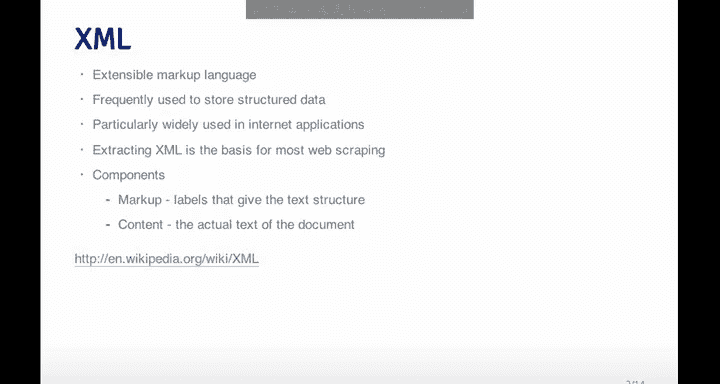 XML
· Extensible markup language
· Frequently used to store structured data
· Particularly widely used in internet applications
· Extracting XML is the basis for most web scraping
· Components
- Markup - labels that give the text structure
- Content - the actual text of the document
http://en.wikipedia.org/wiki/XML